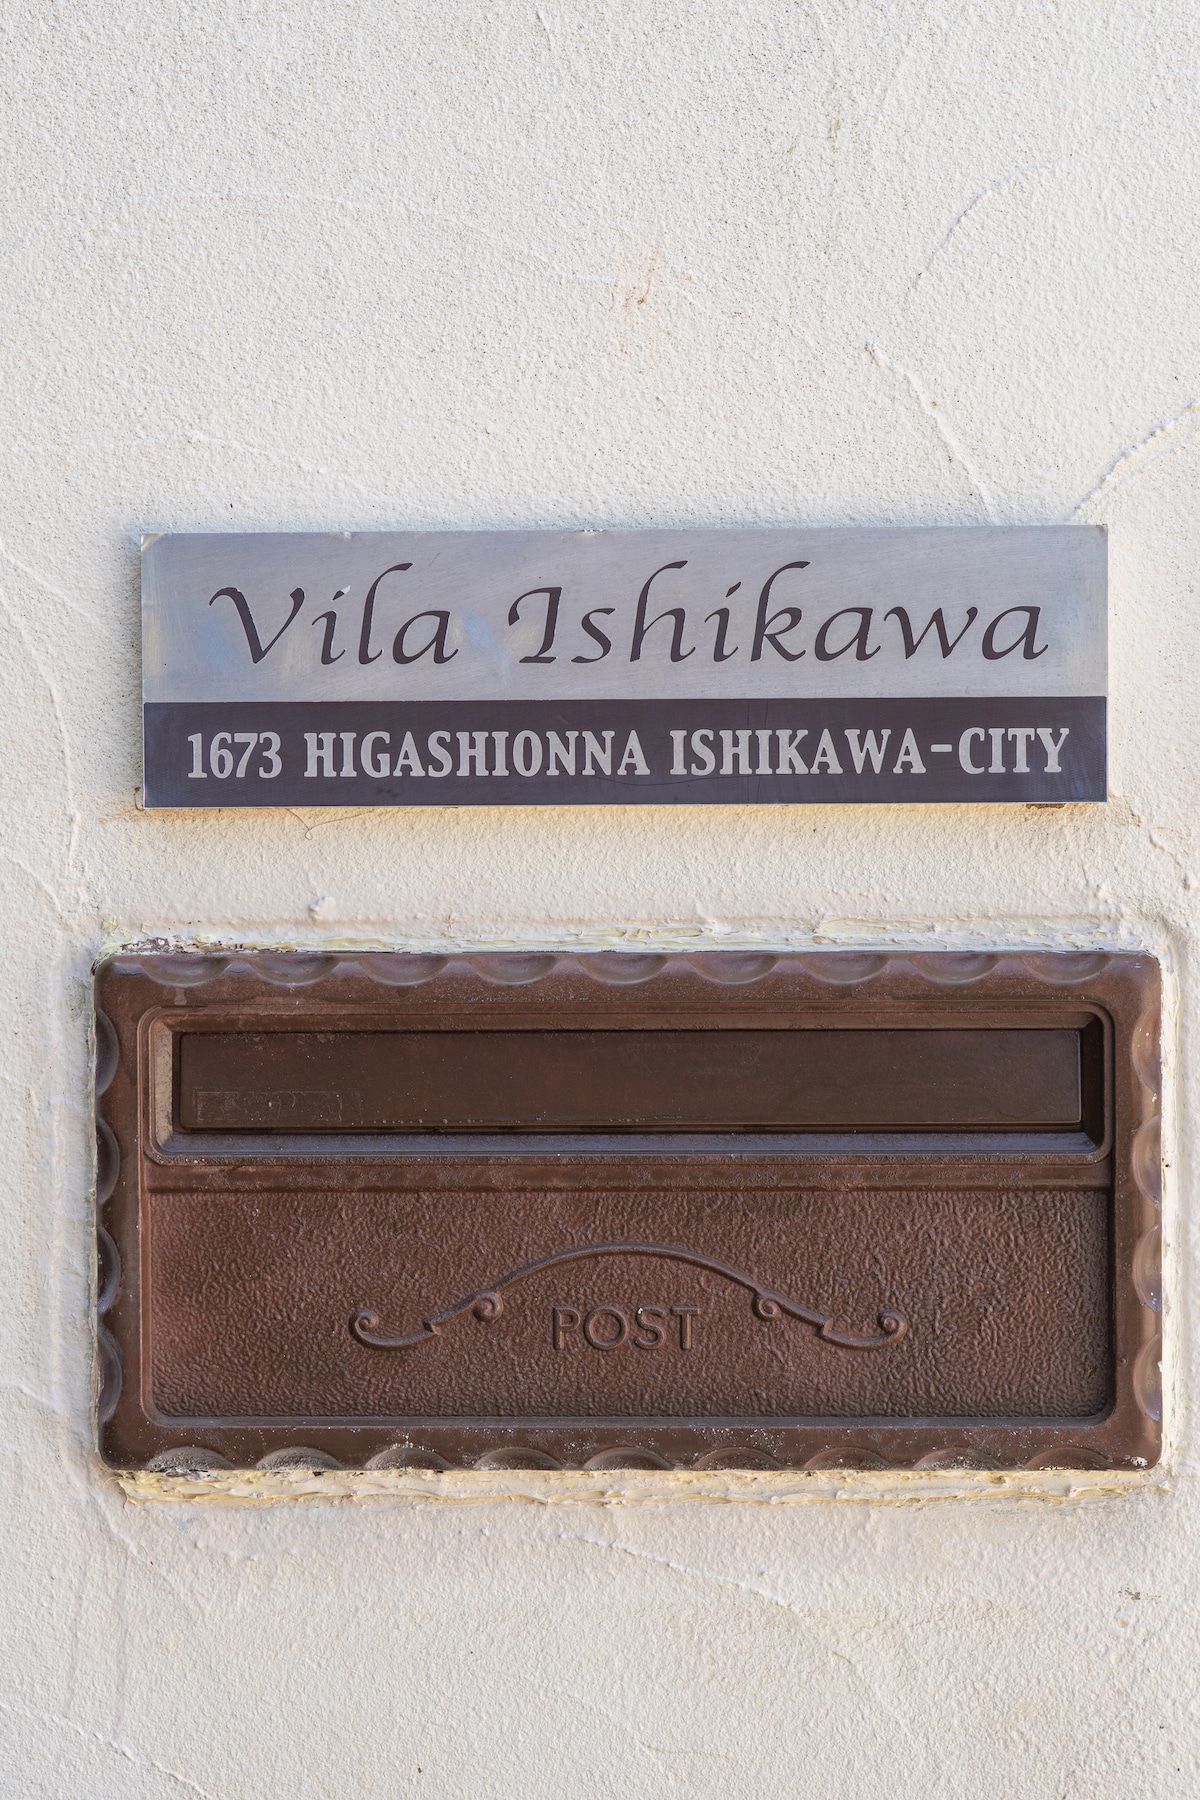 Vila Ishikawa
1673 HIGASHIONNA ISHIKAWA-CITY
POST